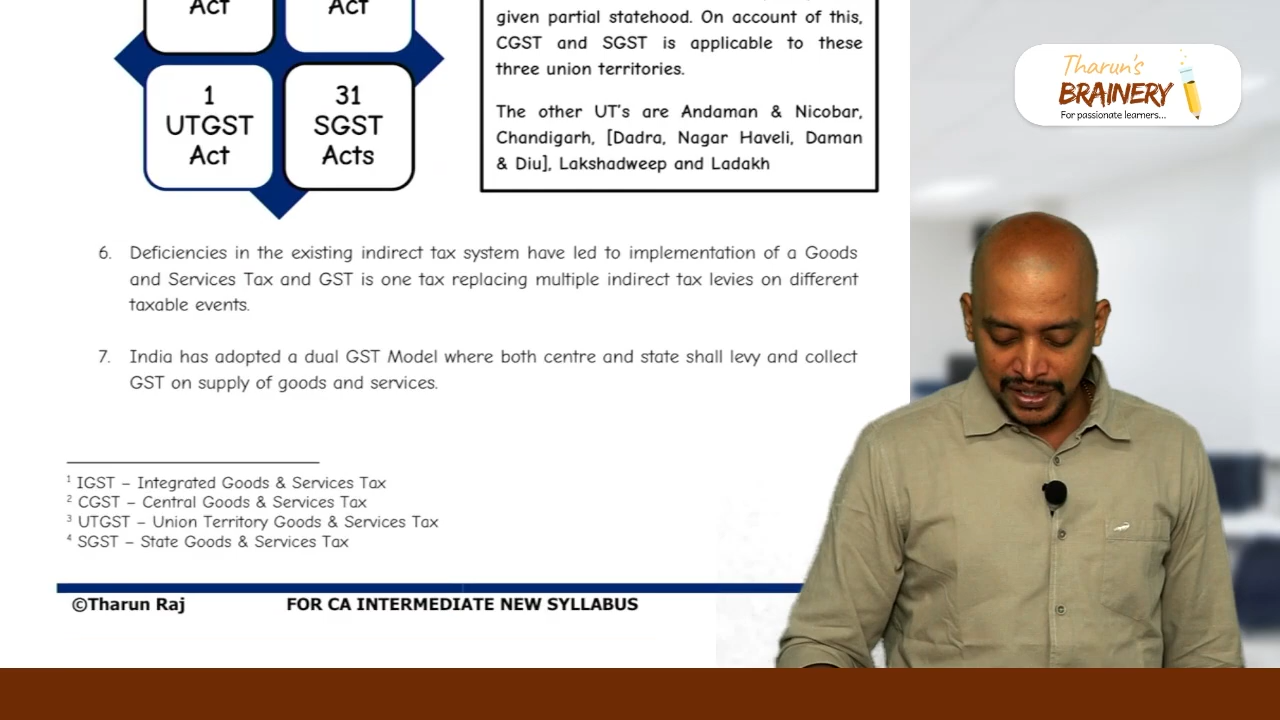 Act
Act
1
UTGST
Act
31
SGST
Acts
given partial statehood. On account of this,
CGST and SGST is applicable to these
three union territories.
The other UT's are Andaman & Nicobar,
Chandigarh, [Dadra, Nagar Haveli, Daman
& Diu], Lakshadweep and Ladakh
Tharun's
BRAINERY
For passionate learners...
6. Deficiencies in the existing indirect tax system have led to implementation of a Goods
and Services Tax and GST is one tax replacing multiple indirect tax levies on different
taxable events.
7. India has adopted a dual GST Model where both centre and state shall levy and collect
GST on supply of goods and services.
1 IGST – Integrated Goods & Services Tax
2 CGST – Central Goods & Services Tax
3 UTGST – Union Territory Goods & Services Tax
4 SGST – State Goods & Services Tax
©Tharun Raj FOR CA INTERMEDIATE NEW SYLLABUS